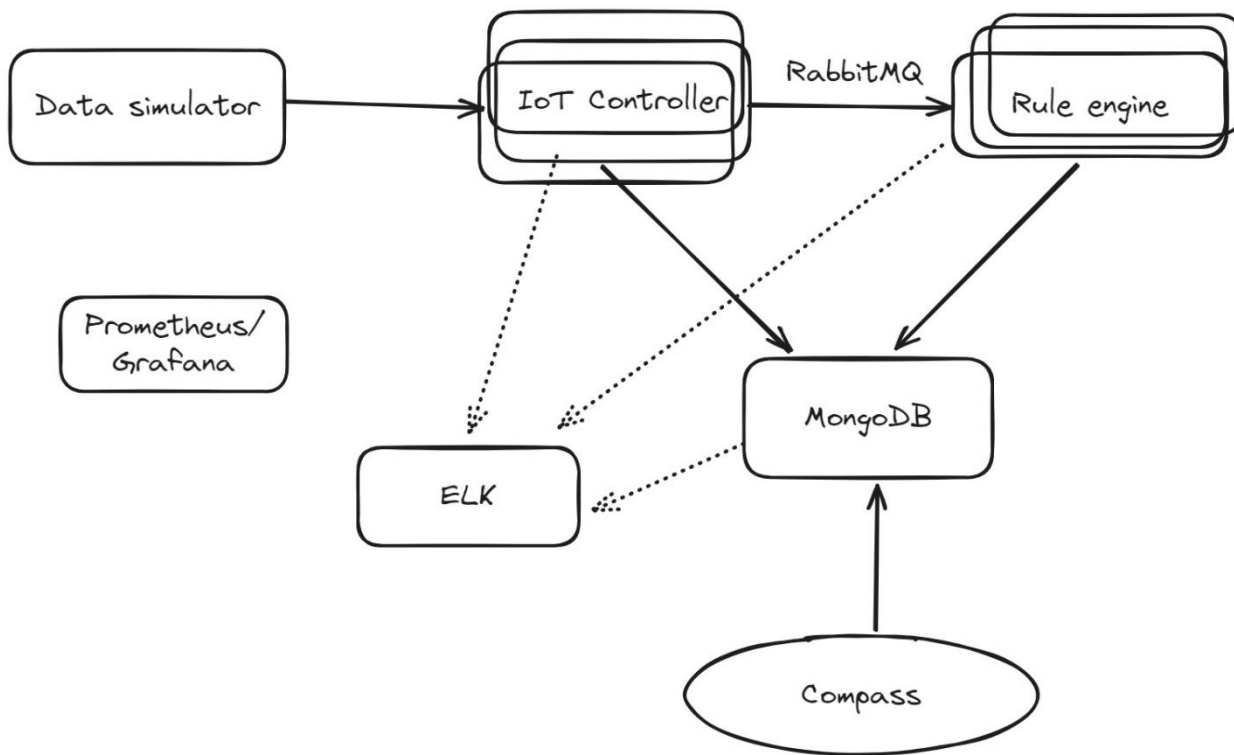 Data simulator
IoT Controller
RabbitMQ
Rule engine
Prometheus/
Grafana
MongoDB
ELK
Compass